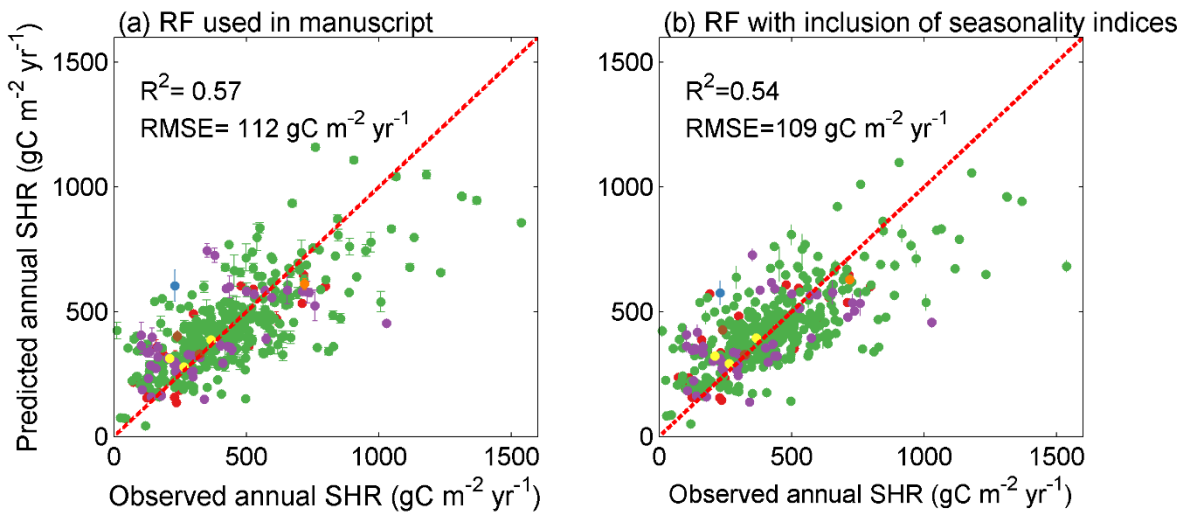 (a) RF used in manuscript
R²= 0.57
RMSE= 112 gC m⁻² yr⁻¹
Predicted annual SHR (gC m⁻² yr⁻¹)
1500
1000
500
0
0 500 1000 1500
Observed annual SHR (gC m⁻² yr⁻¹)
(b) RF with inclusion of seasonality indices
R²=0.54
RMSE=109 gC m⁻² yr⁻¹
1500
1000
500
0
0 500 1000 1500
Observed annual SHR (gC m⁻² yr⁻¹)